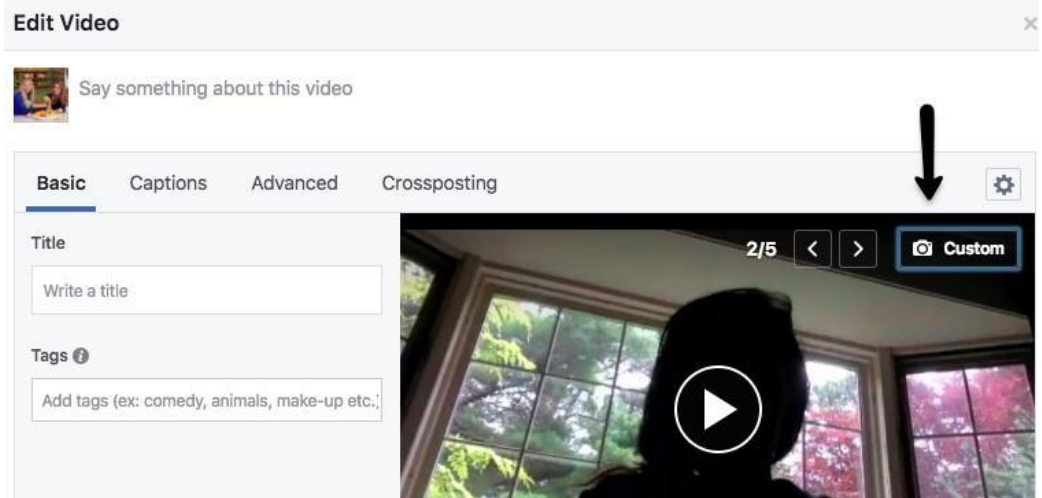 Edit Video
Say something about this video
Basic Captions Advanced Crossposting
Title
2/5 Custom
Write a title
Tags
Add tags (ex: comedy, animals, make-up etc.)